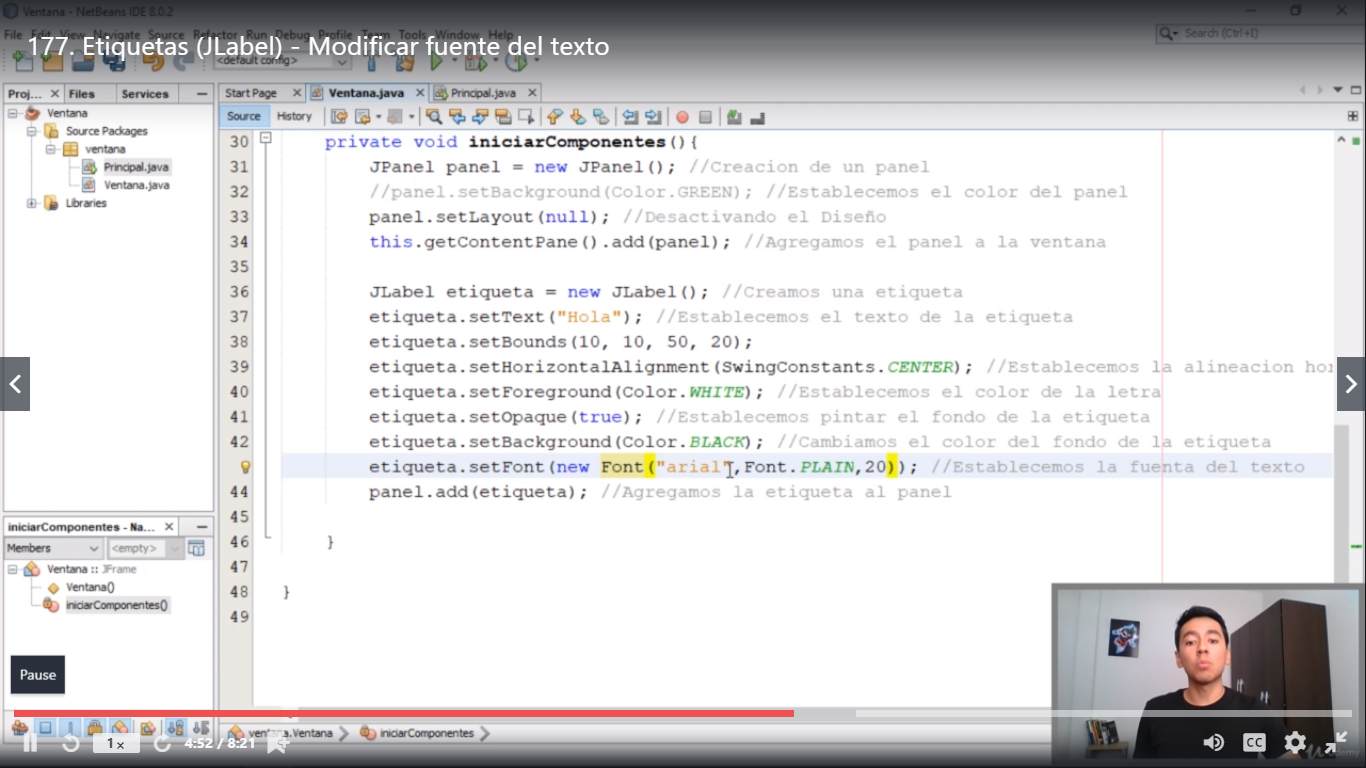 Ventana - NetBeans IDE 8.0.2
File Edit View Navigate Source Refactor Run Debug Profile Team Tools Window Help
Search (Ctrl+I)
177. Etiquetas (JLabel) - Modificar fuente del texto
<default config>
Proj... Files Services
Start Page Ventana.java Principal.java
Source History
Ventana
Source Packages
ventana
Principal.java
Ventana.java
Libraries
30 private void iniciarComponentes(){
31 JPanel panel = new JPanel(); //Creacion de un panel
32 //panel.setBackground(Color.GREEN); //Establecemos el color del panel
33 panel.setLayout(null); //Desactivando el Diseño
34 this.getContentPane().add(panel); //Agregamos el panel a la ventana
35
36 JLabel etiqueta = new JLabel(); //Creamos una etiqueta
37 etiqueta.setText("Hola"); //Establecemos el texto de la etiqueta
38 etiqueta.setBounds(10, 10, 50, 20);
39 etiqueta.setHorizontalAlignment(SwingConstants.CENTER); //Establecemos la alineacion hor
40 etiqueta.setForeground(Color.WHITE); //Establecemos el color de la letra
41 etiqueta.setOpaque(true); //Establecemos pintar el fondo de la etiqueta
42 etiqueta.setBackground(Color.BLACK); //Cambiamos el color del fondo de la etiqueta
etiqueta.setFont(new Font("arial",Font.PLAIN,20)); //Establecemos la fuenta del texto
44 panel.add(etiqueta); //Agregamos la etiqueta al panel
45
46 }
47
48 }
49
iniciarComponentes - Na...
Members <empty>
Ventana :: JFrame
Ventana()
iniciarComponentes()
Pause
ventana.Ventana iniciarComponentes
1x 4:52 / 8:21
CC